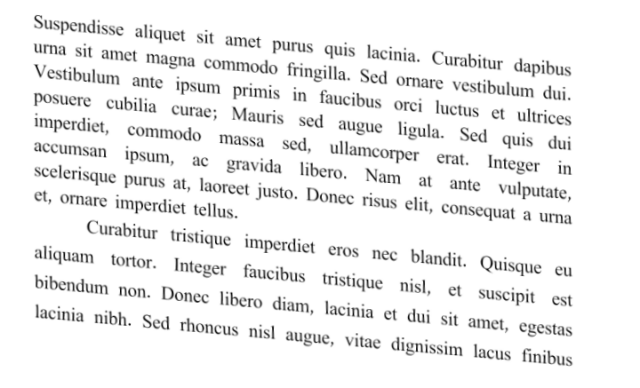 Suspendisse aliquet sit amet purus quis lacinia. Curabitur dapibus
urna sit amet magna commodo fringilla. Sed ornare vestibulum dui.
Vestibulum ante ipsum primis in faucibus orci luctus et ultrices
posuere cubilia curae; Mauris sed augue ligula. Sed quis dui
imperdiet, commodo massa sed, ullamcorper erat. Integer in
accumsan ipsum, ac gravida libero. Nam at ante vulputate,
scelerisque purus at, laoreet justo. Donec risus elit, consequat a urna
et, ornare imperdiet tellus.
Curabitur tristique imperdiet eros nec blandit. Quisque eu
aliquam tortor. Integer faucibus tristique nisl, et suscipit est
bibendum non. Donec libero diam, lacinia et dui sit amet, egestas
lacinia nibh. Sed rhoncus nisl augue, vitae dignissim lacus finibus